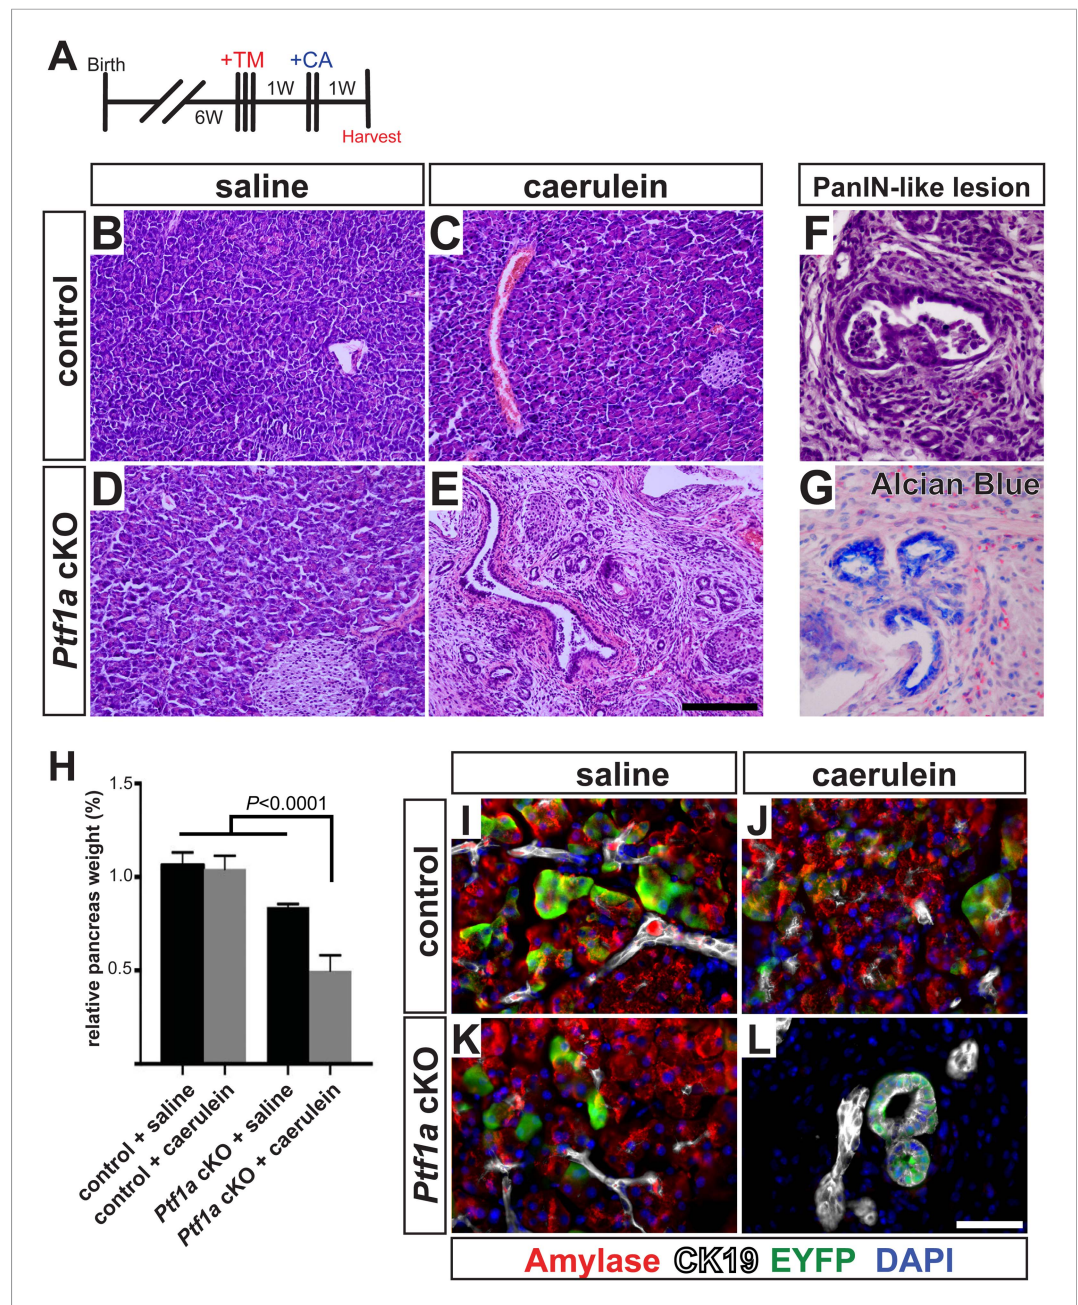 A
Birth
+TM
+CA
6W
1W
1W
Harvest
saline
caerulein
PanIN-like lesion
control
B
C
F
Ptf1a cKO
D
E
G
Alcian Blue
H
relative pancreas weight (%)
1.5
1.0
0.5
P<0.0001
control + saline
control + caerulein
Ptf1a cKO + saline
Ptf1a cKO + caerulein
saline
caerulein
control
I
J
Ptf1a cKO
K
L
Amylase CK19 EYFP DAPI